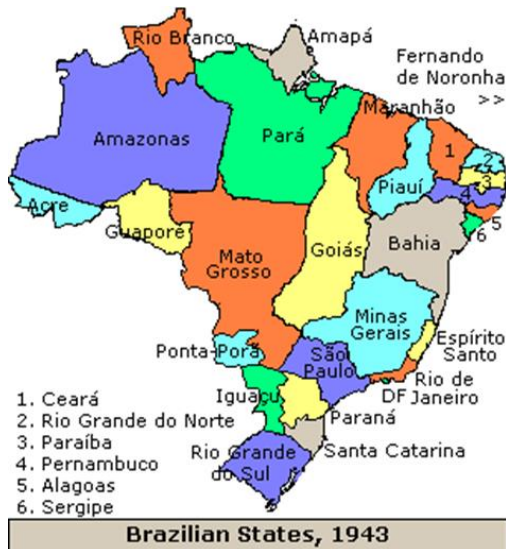 Rio Branco
Amapá
Fernando
de Noronha
>>
Maranhão
Amazonas
Pará
1
2
3
4
5
6
Piauí
Acre
Guaporé
Mato
Grosso
Goiás
Bahia
Minas
Gerais
Ponta-Porã
São
Paulo
Espírito
Santo
Rio de
Janeiro
DF
Iguaçu
Paraná
Santa Catarina
Rio Grande
do Sul
1. Ceará
2. Rio Grande do Norte
3. Paraíba
4. Pernambuco
5. Alagoas
6. Sergipe
Brazilian States, 1943